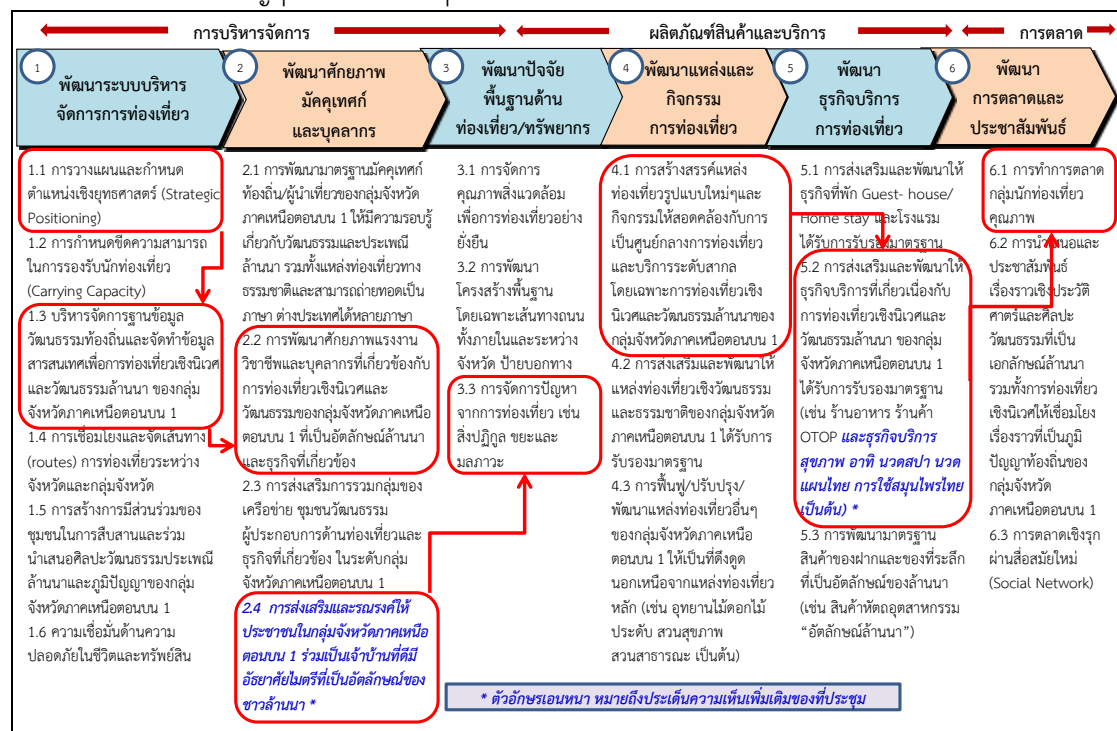 การบริหารจัดการ
ผลิตภัณฑ์สินค้าและบริการ
การตลาด
1
พัฒนาระบบบริหาร
จัดการการท่องเที่ยว
2
พัฒนาศักยภาพ
มัคคุเทศก์
และบุคลากร
3
พัฒนาปัจจัย
พื้นฐานด้าน
ท่องเที่ยว/ทรัพยากร
4
พัฒนาแหล่งและ
กิจกรรม
การท่องเที่ยว
5
พัฒนา
ธุรกิจบริการ
การท่องเที่ยว
6
พัฒนา
การตลาดและ
ประชาสัมพันธ์
1.1 การวางแผนและกำหนด
ตำแหน่งเชิงยุทธศาสตร์ (Strategic
Positioning)
1.2 การกำหนดขีดความสามารถ
ในการรองรับนักท่องเที่ยว
(Carrying Capacity)
1.3 บริหารจัดการฐานข้อมูล
วัฒนธรรมท้องถิ่นและจัดทำข้อมูล
สารสนเทศเพื่อการท่องเที่ยวเชิงนิเวศ
และวัฒนธรรมล้านนา ของกลุ่ม
จังหวัดภาคเหนือตอนบน 1
1.4 การเชื่อมโยงและจัดเส้นทาง
(routes) การท่องเที่ยวระหว่าง
จังหวัดและกลุ่มจังหวัด
1.5 การสร้างการมีส่วนร่วมของ
ชุมชนในการสืบสานและร่วม
นำเสนอศิลปะวัฒนธรรมประเพณี
ล้านนาและภูมิปัญญาของกลุ่ม
จังหวัดภาคเหนือตอนบน 1
1.6 ความเชื่อมั่นด้านความ
ปลอดภัยในชีวิตและทรัพย์สิน
2.1 การพัฒนามาตรฐานมัคคุเทศก์
ท้องถิ่น/ผู้นำเที่ยวของกลุ่มจังหวัด
ภาคเหนือตอนบน 1 ให้มีความรอบรู้
เกี่ยวกับวัฒนธรรมและประเพณี
ล้านนา รวมทั้งแหล่งท่องเที่ยวทาง
ธรรมชาติและสามารถถ่ายทอดเป็น
ภาษา ต่างประเทศได้หลายภาษา
2.2 การพัฒนาศักยภาพแรงงาน
วิชาชีพและบุคลากรที่เกี่ยวข้องกับ
การท่องเที่ยวเชิงนิเวศและ
วัฒนธรรมของกลุ่มจังหวัดภาคเหนือ
ตอนบน 1 ที่เป็นอัตลักษณ์ล้านนา
และธุรกิจที่เกี่ยวข้อง
2.3 การส่งเสริมการรวมกลุ่มของ
เครือข่าย ชุมชนวัฒนธรรม
ผู้ประกอบการด้านท่องเที่ยวและ
ธุรกิจที่เกี่ยวข้อง ในระดับกลุ่ม
จังหวัดภาคเหนือตอนบน 1
2.4 การส่งเสริมและรณรงค์ให้
ประชาชนในกลุ่มจังหวัดภาคเหนือ
ตอนบน 1 ร่วมเป็นเจ้าบ้านที่ดีมี
อัธยาศัยไมตรีที่เป็นอัตลักษณ์ของ
ชาวล้านนา *
3.1 การจัดการ
คุณภาพสิ่งแวดล้อม
เพื่อการท่องเที่ยวอย่าง
ยั่งยืน
3.2 การพัฒนา
โครงสร้างพื้นฐาน
โดยเฉพาะเส้นทางถนน
ทั้งภายในและระหว่าง
จังหวัด ป้ายบอกทาง
3.3 การจัดการปัญหา
จากการท่องเที่ยว เช่น
สิ่งปฏิกูล ขยะและ
มลภาวะ
4.1 การสร้างสรรค์แหล่ง
ท่องเที่ยวรูปแบบใหม่ๆและ
กิจกรรมให้สอดคล้องกับการ
เป็นศูนย์กลางการท่องเที่ยว
และบริการระดับสากล
โดยเฉพาะการท่องเที่ยวเชิง
นิเวศและวัฒนธรรมล้านนาของ
กลุ่มจังหวัดภาคเหนือตอนบน 1
4.2 การส่งเสริมและพัฒนาให้
แหล่งท่องเที่ยวเชิงวัฒนธรรม
และธรรมชาติของกลุ่มจังหวัด
ภาคเหนือตอนบน 1 ได้รับการ
รับรองมาตรฐาน
4.3 การฟื้นฟู/ปรับปรุง/
พัฒนาแหล่งท่องเที่ยวอื่นๆ
ของกลุ่มจังหวัดภาคเหนือ
ตอนบน 1 ให้เป็นที่ดึงดูด
นอกเหนือจากแหล่งท่องเที่ยว
หลัก (เช่น อุทยานไม้ดอกไม้
ประดับ สวนสุขภาพ
สวนสาธารณะ เป็นต้น)
5.1 การส่งเสริมและพัฒนาให้
ธุรกิจที่พัก Guest- house/
Home stay และโรงแรม
ได้รับการรับรองมาตรฐาน
5.2 การส่งเสริมและพัฒนาให้
ธุรกิจบริการที่เกี่ยวเนื่องกับ
การท่องเที่ยวเชิงนิเวศและ
วัฒนธรรมล้านนา ของกลุ่ม
จังหวัดภาคเหนือตอนบน 1
ได้รับการรับรองมาตรฐาน
(เช่น ร้านอาหาร ร้านค้า
OTOP และธุรกิจบริการ
สุขภาพ อาทิ นวดสปา นวด
แผนไทย การใช้สมุนไพรไทย
เป็นต้น) *
5.3 การพัฒนามาตรฐาน
สินค้าของฝากและของที่ระลึก
ที่เป็นอัตลักษณ์ของล้านนา
(เช่น สินค้าหัตถอุตสาหกรรม
“อัตลักษณ์ล้านนา”)
6.1 การทำการตลาด
กลุ่มนักท่องเที่ยว
คุณภาพ
6.2 การนำเสนอและ
ประชาสัมพันธ์
เรื่องราวเชิงประวัติ
ศาตร์และศิลปะ
วัฒนธรรมที่เป็น
เอกลักษณ์ล้านนา
รวมทั้งการท่องเที่ยว
เชิงนิเวศให้เชื่อมโยง
เรื่องราวที่เป็นภูมิ
ปัญญาท้องถิ่นของ
กลุ่มจังหวัด
ภาคเหนือตอนบน 1
6.3 การตลาดเชิงรุก
ผ่านสื่อสมัยใหม่
(Social Network)
* ตัวอักษรเอนหนา หมายถึงประเด็นความเห็นเพิ่มเติมของที่ประชุม